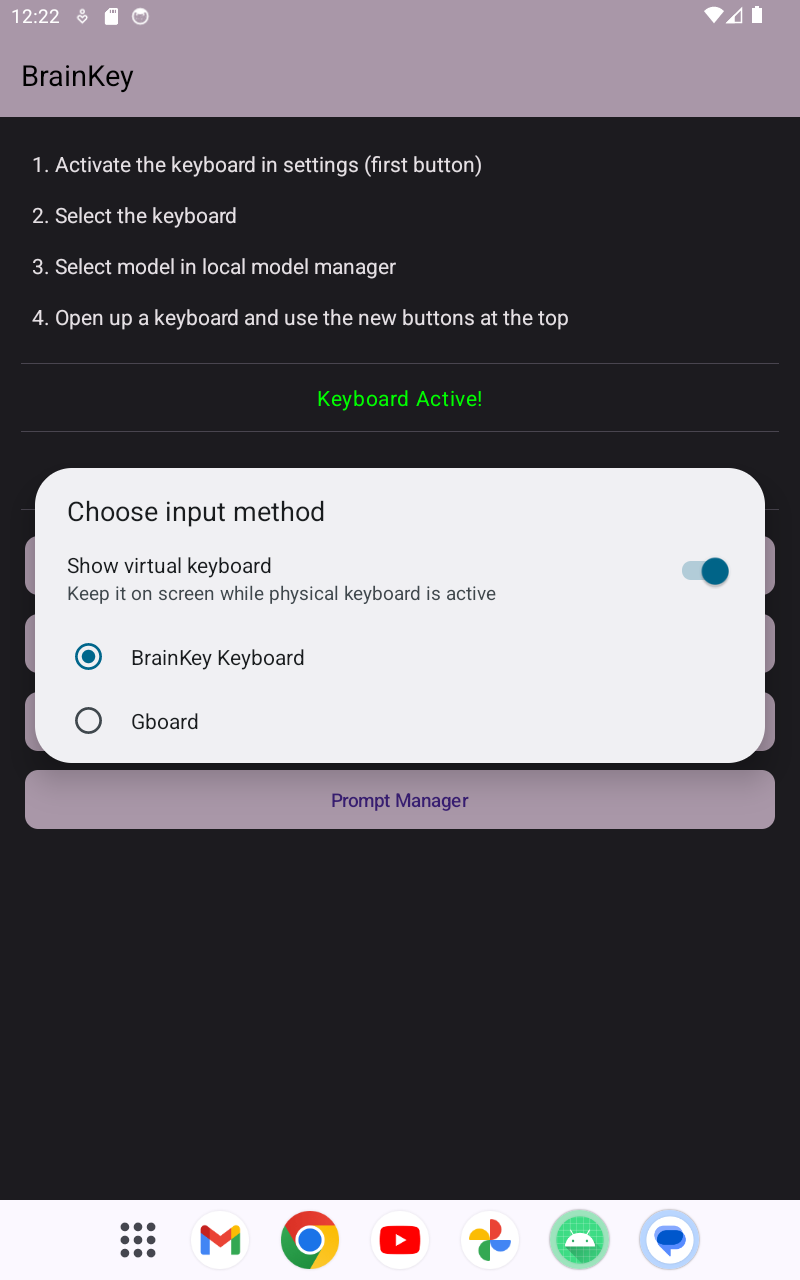 12:22
BrainKey
1. Activate the keyboard in settings (first button)
2. Select the keyboard
3. Select model in local model manager
4. Open up a keyboard and use the new buttons at the top
Keyboard Active!
Choose input method
Show virtual keyboard
Keep it on screen while physical keyboard is active
BrainKey Keyboard
Gboard
Prompt Manager